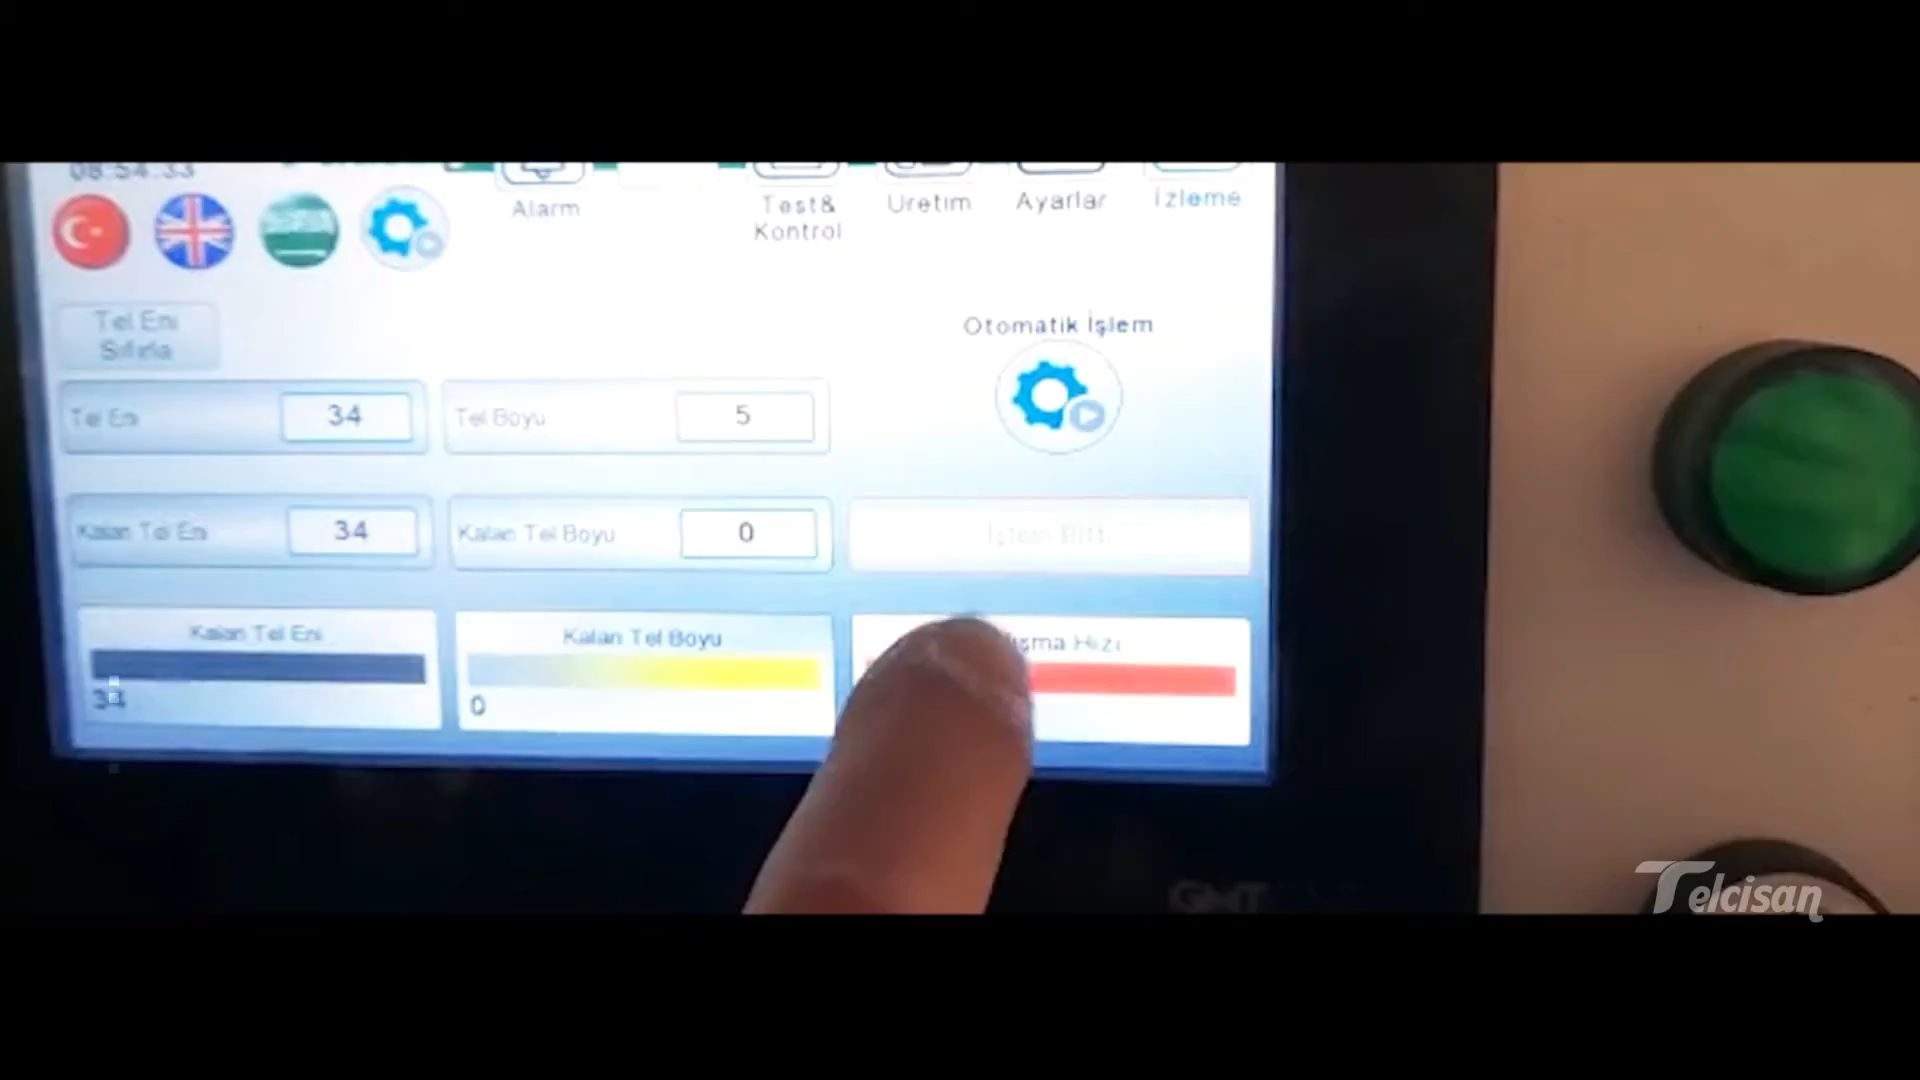 08:54:33
Alarm
Test&
Kontrol
Üretim
Ayarlar
İzleme
Tel Eni
Sıfırla
Otomatik İşlem
Tel Eni
34
Tel Boyu
5
Kalan Tel Eni
34
Kalan Tel Boyu
0
İşlem Bitti
Kalan Tel Eni
34
Kalan Tel Boyu
0
ışma Hızı
GMT
Telcisan